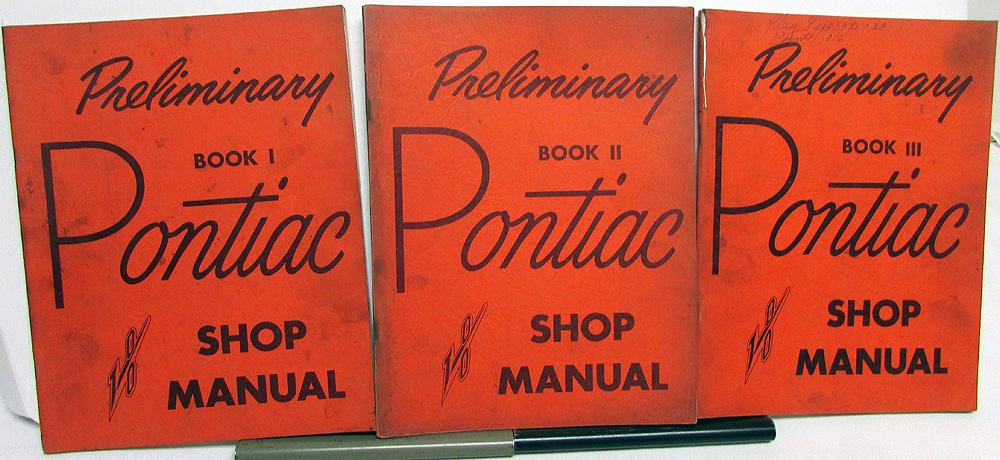 Preliminary
BOOK I
Pontiac
V8
SHOP
MANUAL
Preliminary
BOOK II
Pontiac
V8
SHOP
MANUAL
Preliminary
BOOK III
Pontiac
V8
SHOP
MANUAL